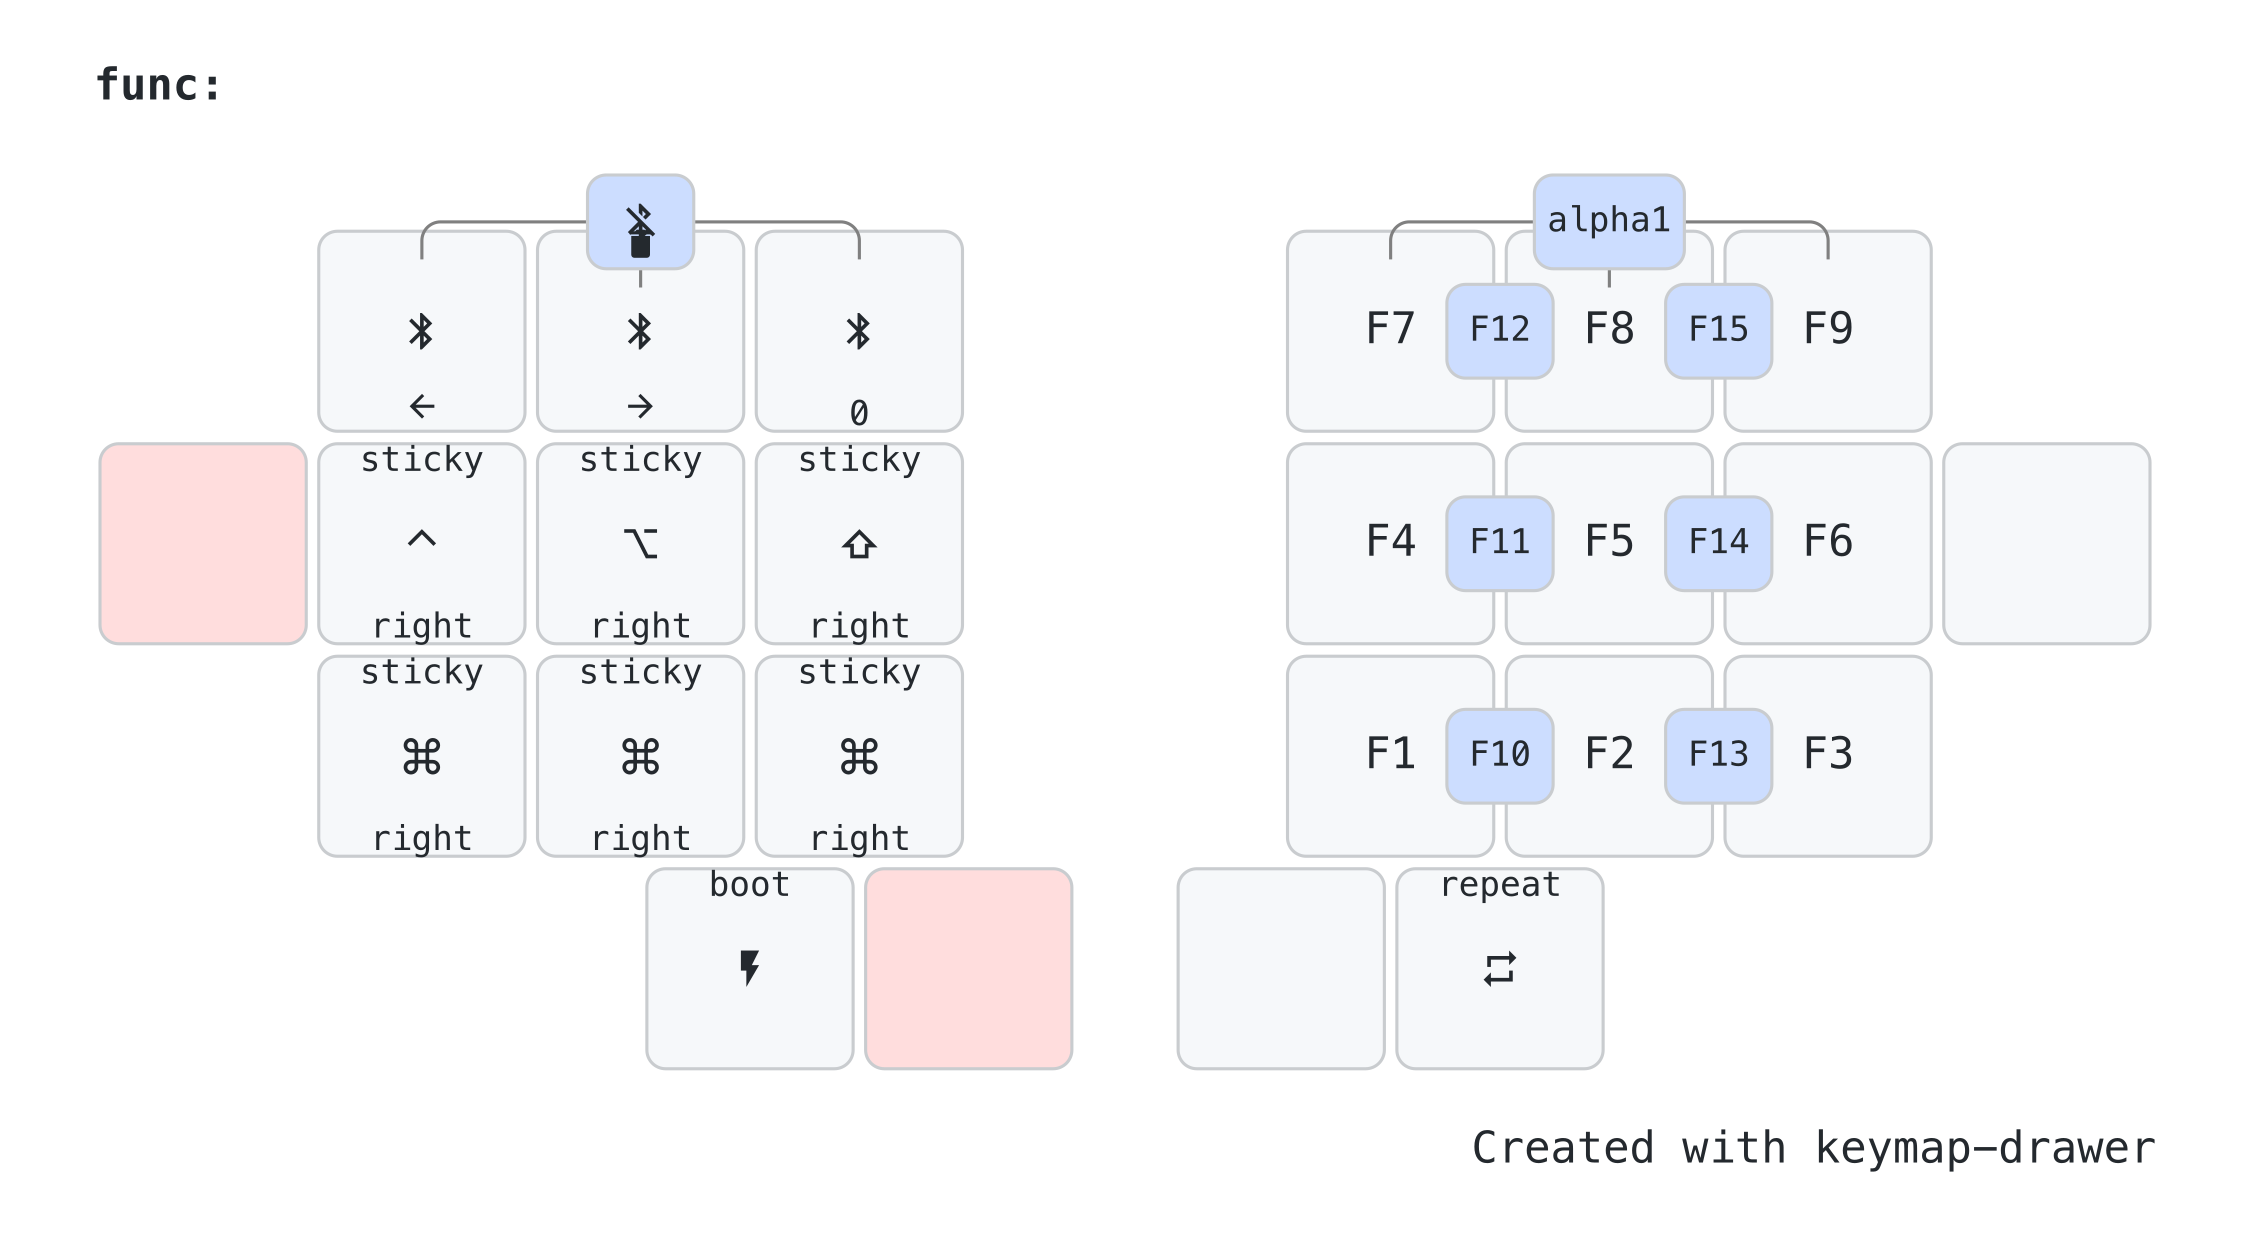 func:
alpha1
F7 F12 F8 F15 F9
← → 0
sticky sticky sticky
^ ⌥ ⇧ F4 F11 F5 F14 F6
right right right
sticky sticky sticky
⌘ ⌘ ⌘ F1 F10 F2 F13 F3
right right right
boot repeat
Created with keymap-drawer